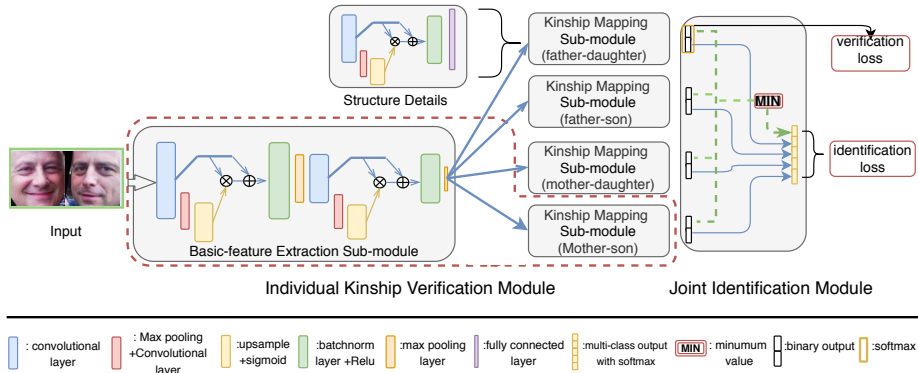 Structure Details
Kinship Mapping
Sub-module
(father-daughter)
Kinship Mapping
Sub-module
(father-son)
Kinship Mapping
Sub-module
(mother-daughter)
Kinship Mapping
Sub-module
(Mother-son)
MIN
verification
loss
identification
loss
Input
Basic-feature Extraction Sub-module
Individual Kinship Verification Module
Joint Identification Module
: convolutional
layer
: Max pooling
+Convolutional
layer
:upsample
+sigmoid
:batchnorm
layer +Relu
:max pooling
layer
:fully connected
layer
:multi-class output
with softmax
MIN
: minumum
value
:binary output
:softmax